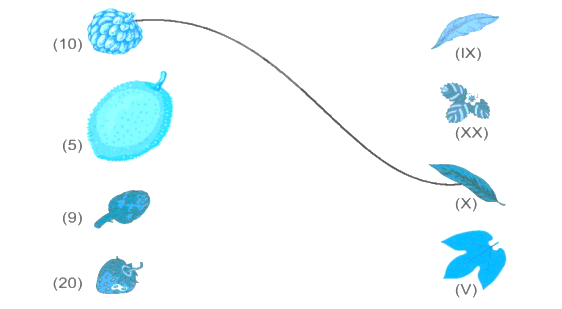 (10)
(IX)
(5)
(XX)
(9)
(X)
(20)
(V)